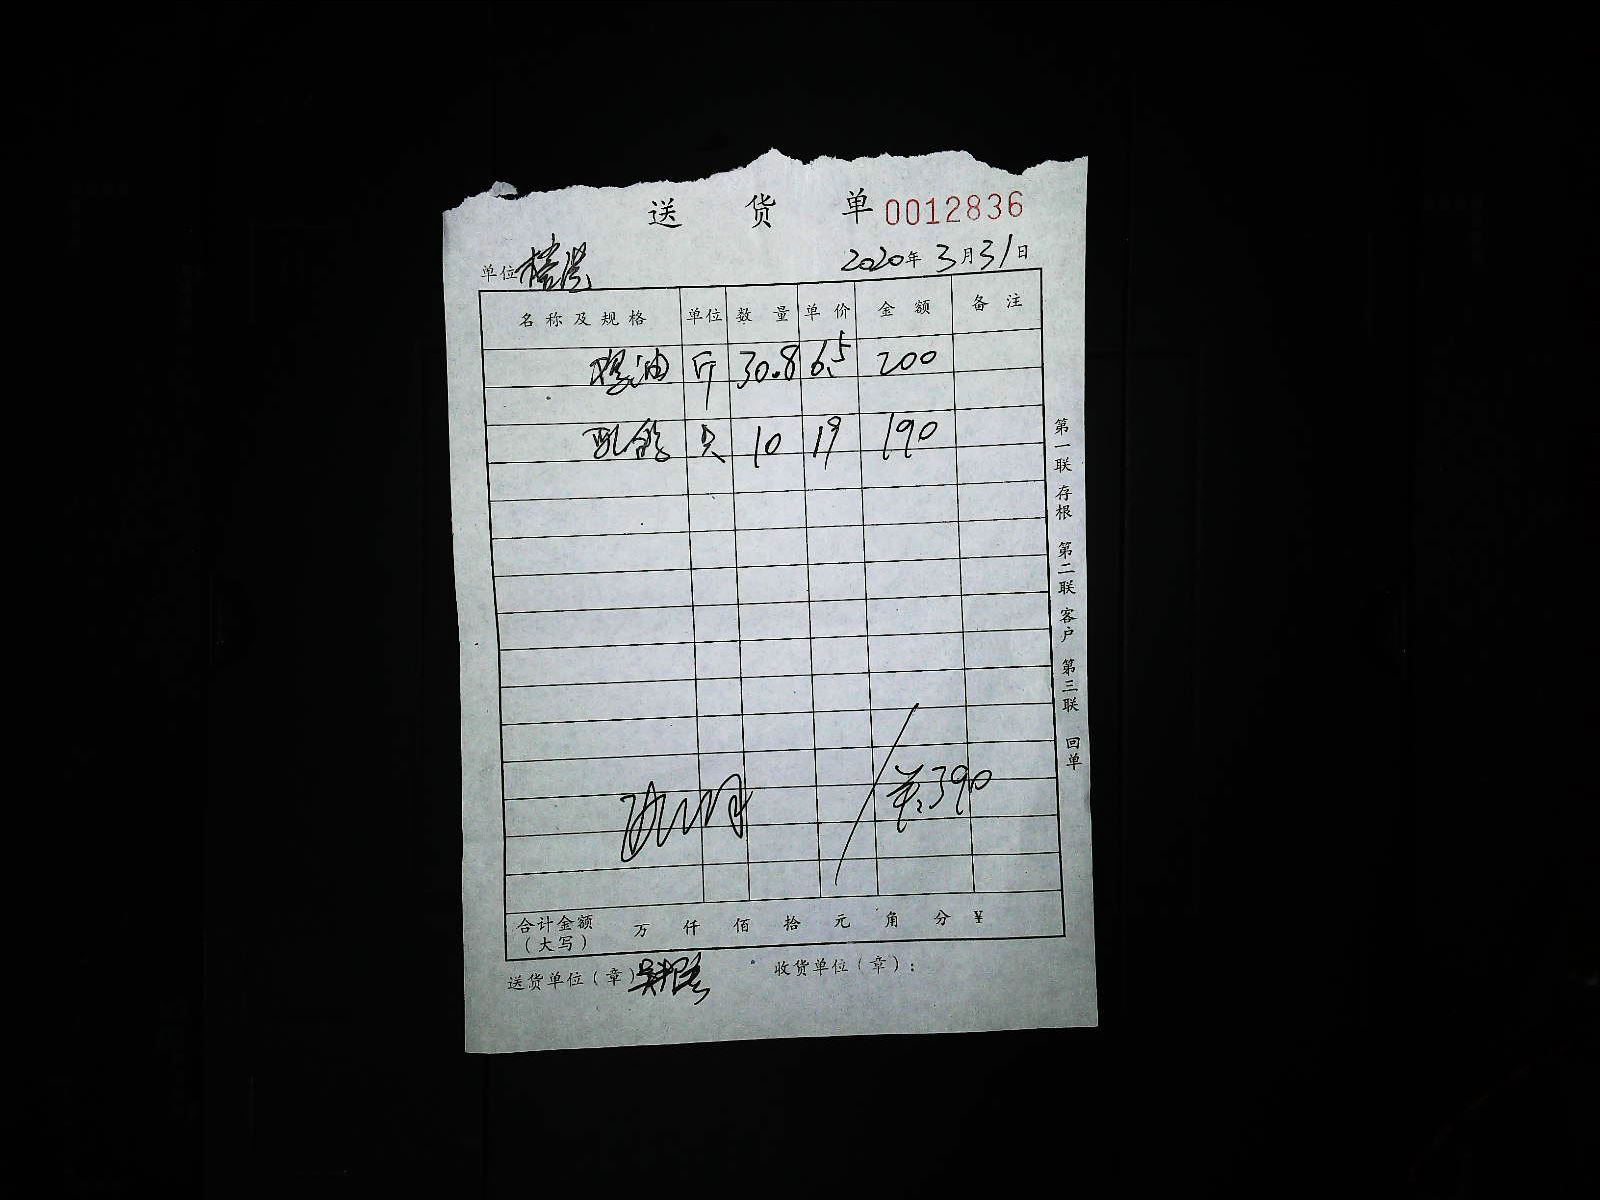 送 货 单 0012836
单位 2020年 3月31日
名称及规格 单位 数 量 单 价 金 额 备 注
油 斤 30.8 6.5 200
只 10 19 190
第一联 存根 第二联 客户 第三联 回单
390
合计金额 万 仟 佰 拾 元 角 分 ¥
（大写）
送货单位（章） 收货单位（章）：